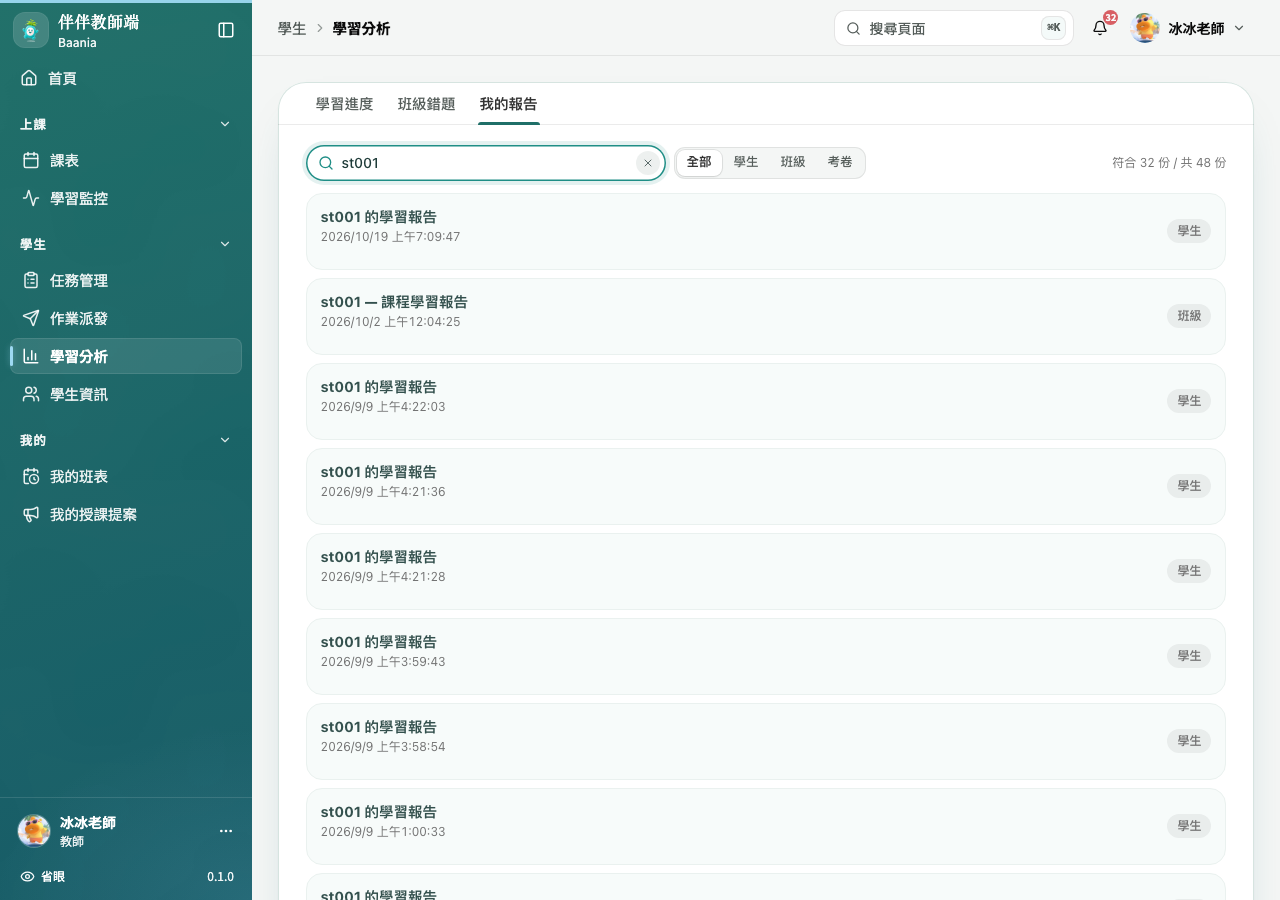 伴伴教師端
Baania
首頁
上課
課表
學習監控
學生
任務管理
作業派發
學習分析
學生資訊
我的
我的班表
我的授課提案
冰冰老師
教師
省眼
0.1.0
學生
學習分析
搜尋頁面
⌘K
32
冰冰老師
學習進度
班級錯題
我的報告
st001
全部
學生
班級
考卷
符合 32 份 / 共 48 份
st001 的學習報告
2026/10/19 上午7:09:47
學生
st001 — 課程學習報告
2026/10/2 上午12:04:25
班級
st001 的學習報告
2026/9/9 上午4:22:03
學生
st001 的學習報告
2026/9/9 上午4:21:36
學生
st001 的學習報告
2026/9/9 上午4:21:28
學生
st001 的學習報告
2026/9/9 上午3:59:43
學生
st001 的學習報告
2026/9/9 上午3:58:54
學生
st001 的學習報告
2026/9/9 上午1:00:33
學生
st001 的學習報告